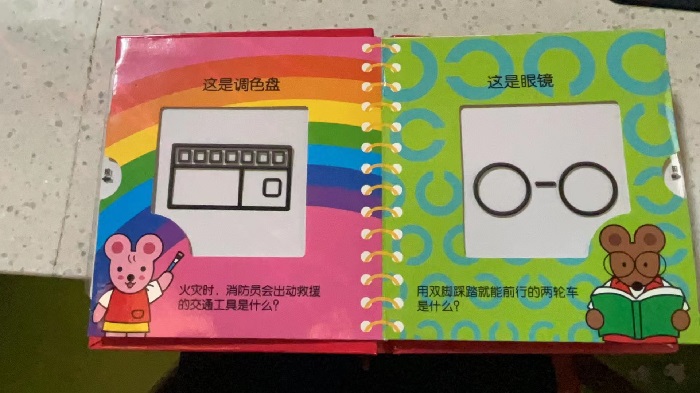 这是调色盘
火灾时，消防员会出动救援
的交通工具是什么？
这是眼镜
用双脚踩踏就能前行的两轮车
是什么？